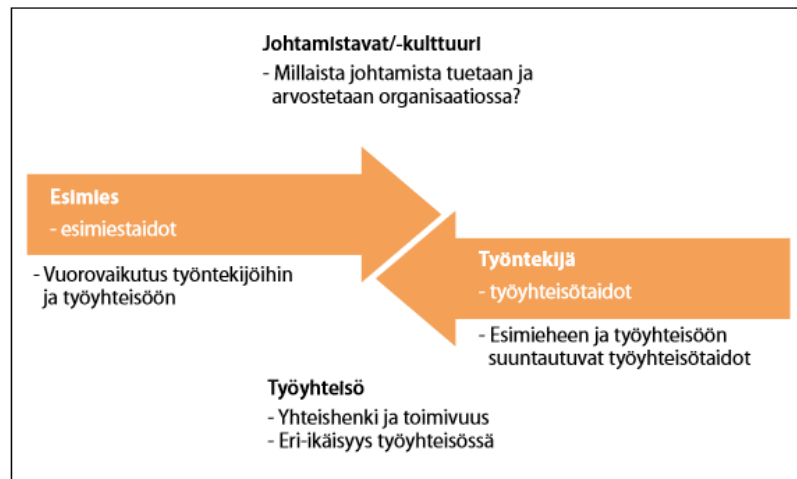 Johtamistavat/-kulttuuri
- Millaista johtamista tuetaan ja
arvostetaan organisaatiossa?
Esimies
- esimiestaidot
- Vuorovaikutus työntekijöihin
ja työyhteisöön
Työntekijä
- työyhteisötaidot
- Esimieheen ja työyhteisöön
suuntautuvat työyhteisötaidot
Työyhteisö
- Yhteishenki ja toimivuus
- Eri-ikäisyys työyhteisössä